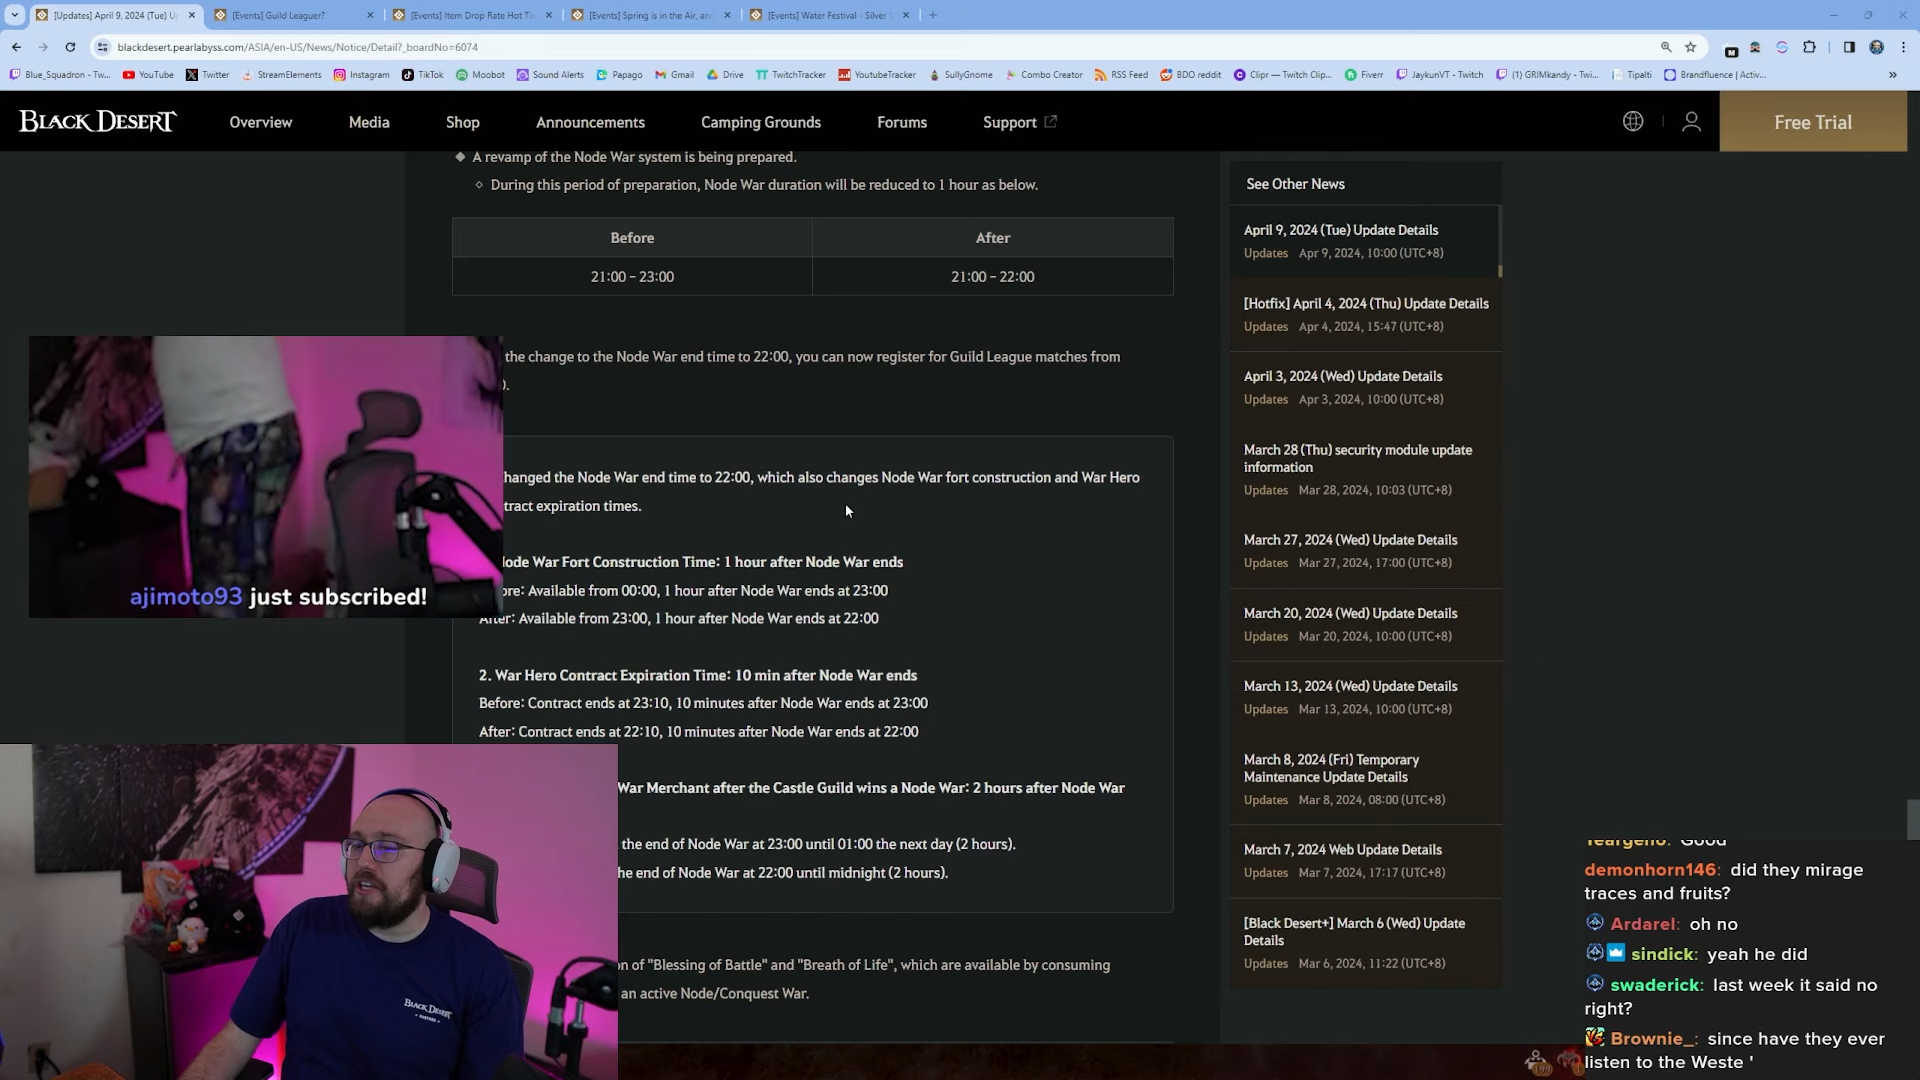 [Updates] April 9, 2024 (Tue) U
[Events] Guild Leaguer?
[Events] Item Drop Rate Hot Ti
[Events] Spring is in the Air, an
[Events] Water Festival - Silver
blackdesert.pearlabyss.com/ASIA/en-US/News/Notice/Detail?_boardNo=6074
Blue_Squadron - Tw...
YouTube
Twitter
StreamElements
Instagram
TikTok
Moobot
Sound Alerts
Papago
Gmail
Drive
TwitchTracker
YoutubeTracker
SullyGnome
Combo Creator
RSS Feed
BDO reddit
Clipr — Twitch Clip...
Fiverr
JaykunVT - Twitch
(1) GRIMkandy - Twi...
Tipalti
Brandfluence | Activ...
BLACK DESERT
Overview
Media
Shop
Announcements
Camping Grounds
Forums
Support
Free Trial
A revamp of the Node War system is being prepared.
During this period of preparation, Node War duration will be reduced to 1 hour as below.
Before After
21:00 – 23:00 21:00 – 22:00
the change to the Node War end time to 22:00, you can now register for Guild League matches from
).
hanged the Node War end time to 22:00, which also changes Node War fort construction and War Hero
tract expiration times.
ode War Fort Construction Time: 1 hour after Node War ends
ore: Available from 00:00, 1 hour after Node War ends at 23:00
After: Available from 23:00, 1 hour after Node War ends at 22:00
2. War Hero Contract Expiration Time: 10 min after Node War ends
Before: Contract ends at 23:10, 10 minutes after Node War ends at 23:00
After: Contract ends at 22:10, 10 minutes after Node War ends at 22:00
War Merchant after the Castle Guild wins a Node War: 2 hours after Node War
the end of Node War at 23:00 until 01:00 the next day (2 hours).
he end of Node War at 22:00 until midnight (2 hours).
on of "Blessing of Battle" and "Breath of Life", which are available by consuming
an active Node/Conquest War.
See Other News
April 9, 2024 (Tue) Update Details
Updates Apr 9, 2024, 10:00 (UTC+8)
[Hotfix] April 4, 2024 (Thu) Update Details
Updates Apr 4, 2024, 15:47 (UTC+8)
April 3, 2024 (Wed) Update Details
Updates Apr 3, 2024, 10:00 (UTC+8)
March 28 (Thu) security module update
information
Updates Mar 28, 2024, 10:03 (UTC+8)
March 27, 2024 (Wed) Update Details
Updates Mar 27, 2024, 17:00 (UTC+8)
March 20, 2024 (Wed) Update Details
Updates Mar 20, 2024, 10:00 (UTC+8)
March 13, 2024 (Wed) Update Details
Updates Mar 13, 2024, 10:00 (UTC+8)
March 8, 2024 (Fri) Temporary
Maintenance Update Details
Updates Mar 8, 2024, 08:00 (UTC+8)
March 7, 2024 Web Update Details
Updates Mar 7, 2024, 17:17 (UTC+8)
[Black Desert+] March 6 (Wed) Update
Details
Updates Mar 6, 2024, 11:22 (UTC+8)
ajimoto93 just subscribed!
BLACK DESERT
PARTNER
demonhorn146: did they mirage
traces and fruits?
Ardarel: oh no
sindick: yeah he did
swaderick: last week it said no
right?
Brownie_: since have they ever
listen to the Weste '